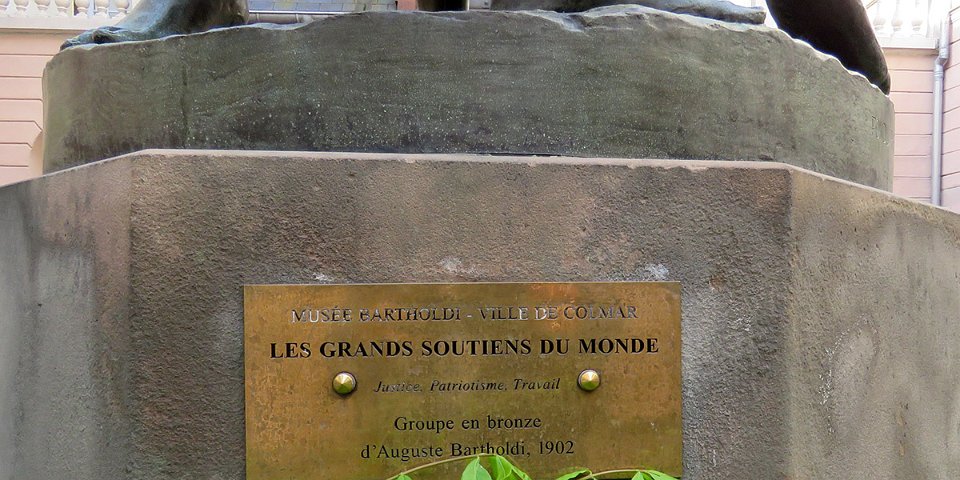 MUSÉE BARTHOLDI - VILLE DE COLMAR
LES GRANDS SOUTIENS DU MONDE
Justice, Patriotisme, Travail
Groupe en bronze
d'Auguste Bartholdi, 1902